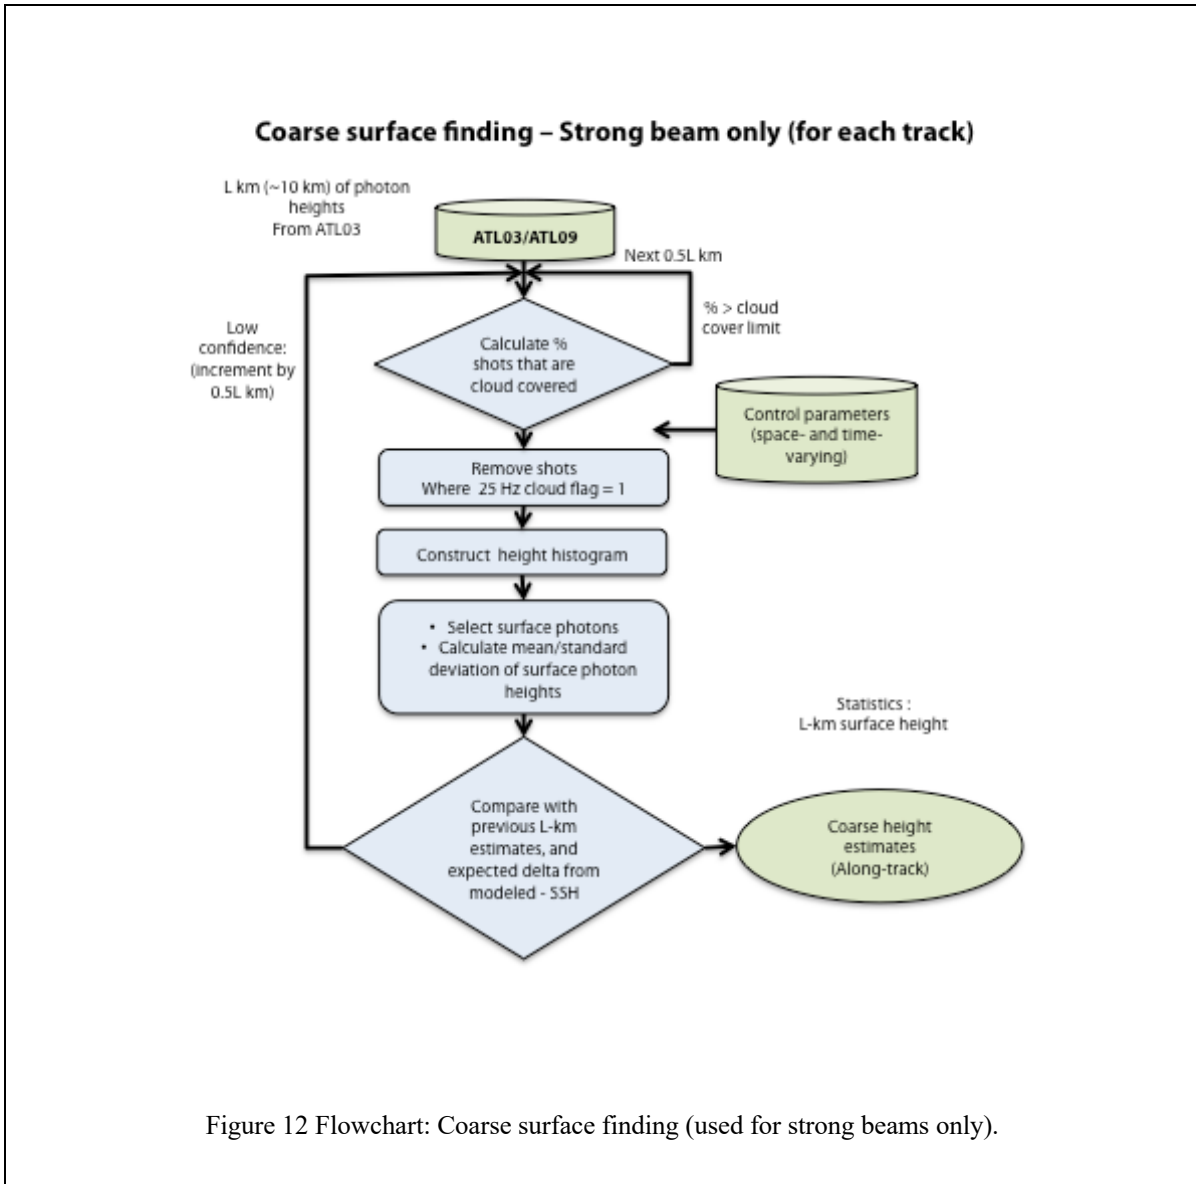 Coarse surface finding – Strong beam only (for each track)
L km (~10 km) of photon
heights
From ATL03
ATL03/ATL09
Next 0.5L km
% > cloud
cover limit
Low
confidence:
(increment by
0.5L km)
Calculate %
shots that are
cloud covered
Control parameters
(space- and time-
varying)
Remove shots
Where 25 Hz cloud flag = 1
Construct height histogram
• Select surface photons
• Calculate mean/standard
deviation of surface photon
heights
Statistics :
L-km surface height
Compare with
previous L-km
estimates, and
expected delta from
modeled - SSH
Coarse height
estimates
(Along-track)
Figure 12 Flowchart: Coarse surface finding (used for strong beams only).